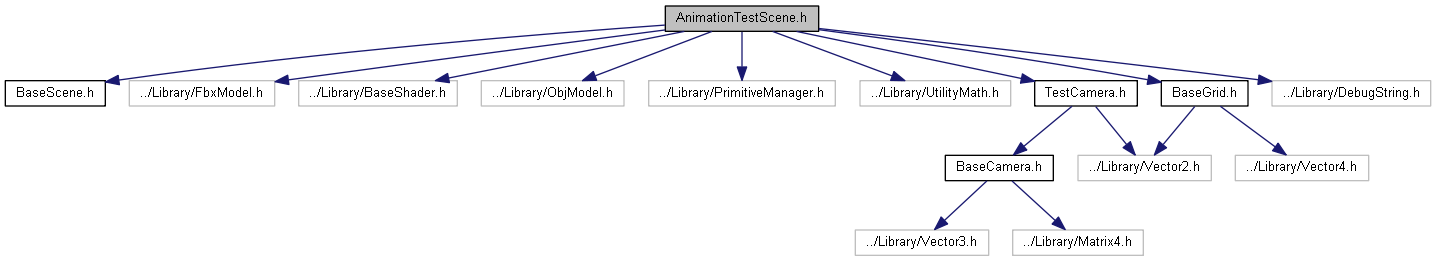 AnimationTestScene.h
BaseScene.h
../Library/FbxModel.h
../Library/BaseShader.h
../Library/ObjModel.h
../Library/PrimitiveManager.h
../Library/UtilityMath.h
TestCamera.h
BaseGrid.h
../Library/DebugString.h
BaseCamera.h
../Library/Vector2.h
../Library/Vector4.h
../Library/Vector3.h
../Library/Matrix4.h